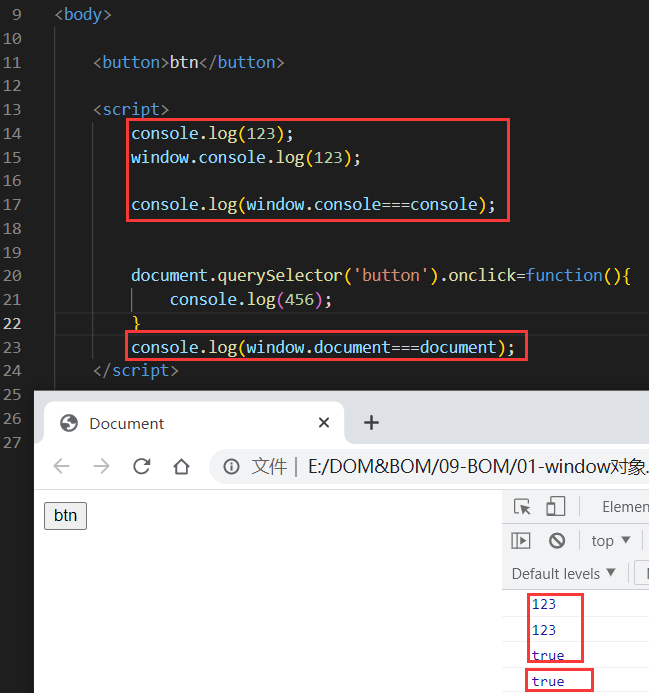 9 <body>
10
11 <button>btn</button>
12
13 <script>
14 console.log(123);
15 window.console.log(123);
16
17 console.log(window.console===console);
18
19
20 document.querySelector('button').onclick=function(){
21 console.log(456);
22 }
23 console.log(window.document===document);
24 </script>
25
26
27
Document
文件 | E:/DOM&BOM/09-BOM/01-window对象.
btn
Elemen
top
Default levels
123
123
true
true